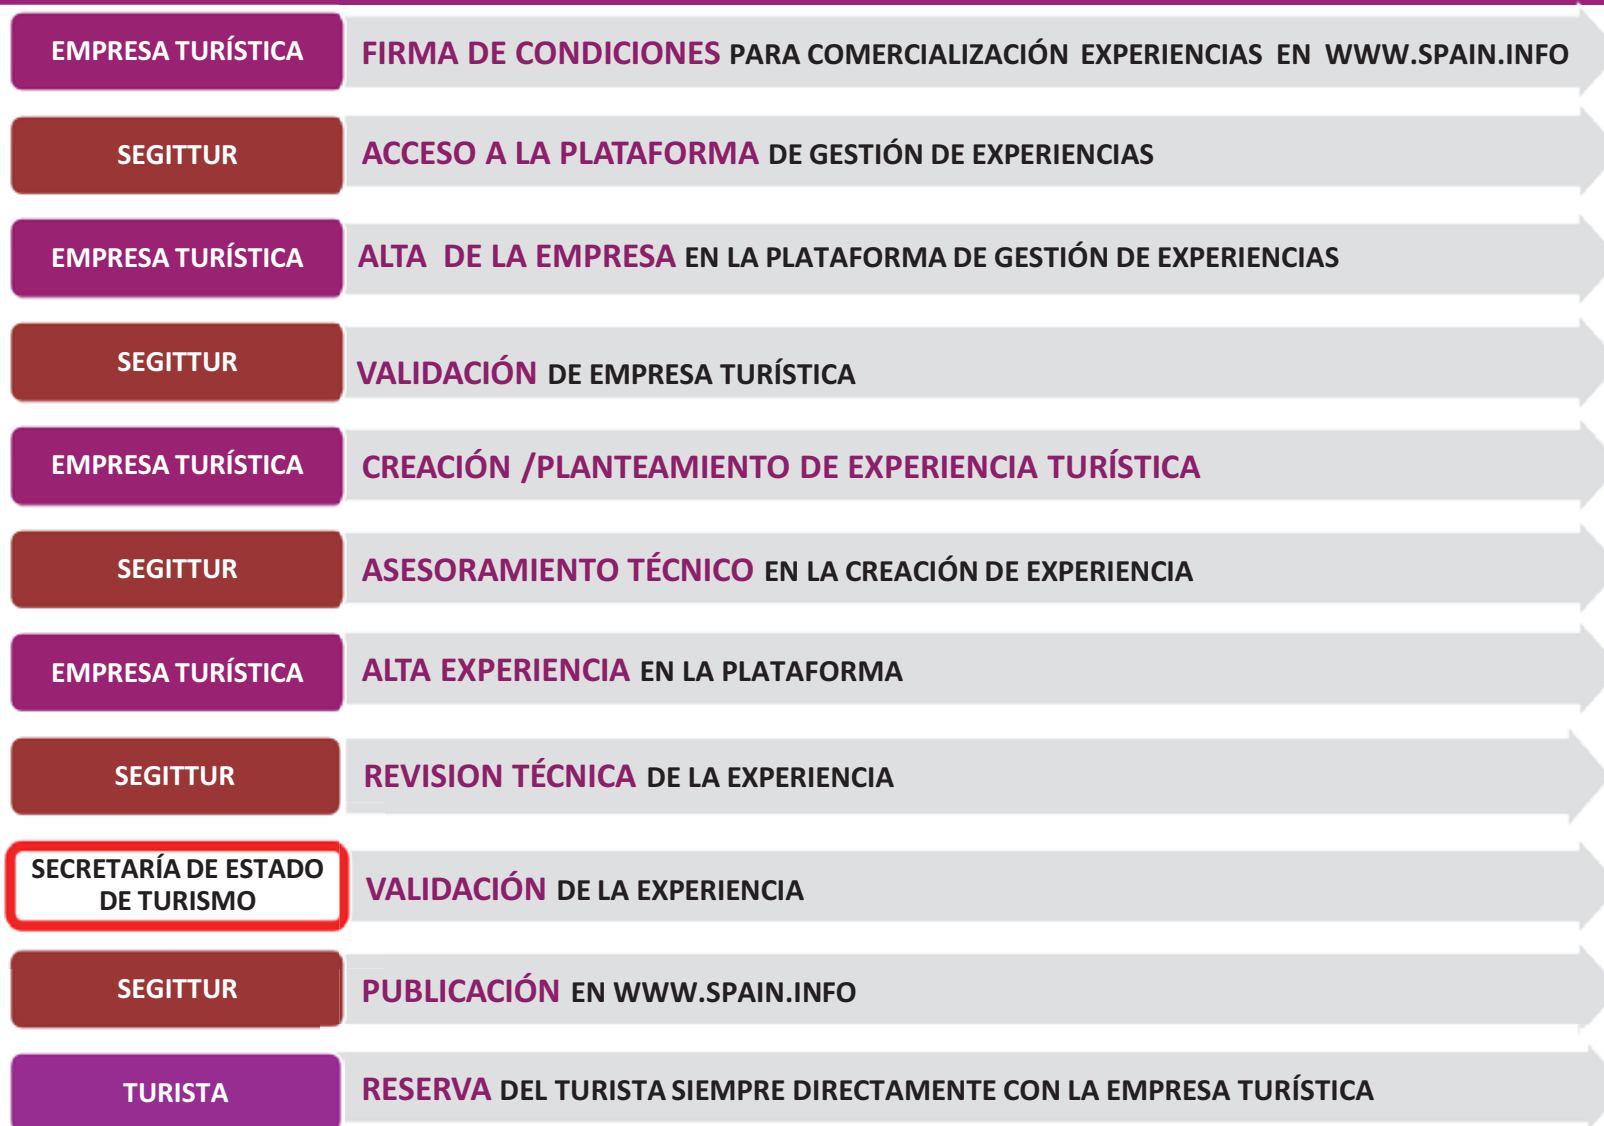 EMPRESA TURÍSTICA
FIRMA DE CONDICIONES PARA COMERCIALIZACIÓN EXPERIENCIAS EN WWW.SPAIN.INFO
SEGITTUR
ACCESO A LA PLATAFORMA DE GESTIÓN DE EXPERIENCIAS
EMPRESA TURÍSTICA
ALTA DE LA EMPRESA EN LA PLATAFORMA DE GESTIÓN DE EXPERIENCIAS
SEGITTUR
VALIDACIÓN DE EMPRESA TURÍSTICA
EMPRESA TURÍSTICA
CREACIÓN /PLANTEAMIENTO DE EXPERIENCIA TURÍSTICA
SEGITTUR
ASESORAMIENTO TÉCNICO EN LA CREACIÓN DE EXPERIENCIA
EMPRESA TURÍSTICA
ALTA EXPERIENCIA EN LA PLATAFORMA
SEGITTUR
REVISION TÉCNICA DE LA EXPERIENCIA
SECRETARÍA DE ESTADO
DE TURISMO
VALIDACIÓN DE LA EXPERIENCIA
SEGITTUR
PUBLICACIÓN EN WWW.SPAIN.INFO
TURISTA
RESERVA DEL TURISTA SIEMPRE DIRECTAMENTE CON LA EMPRESA TURÍSTICA